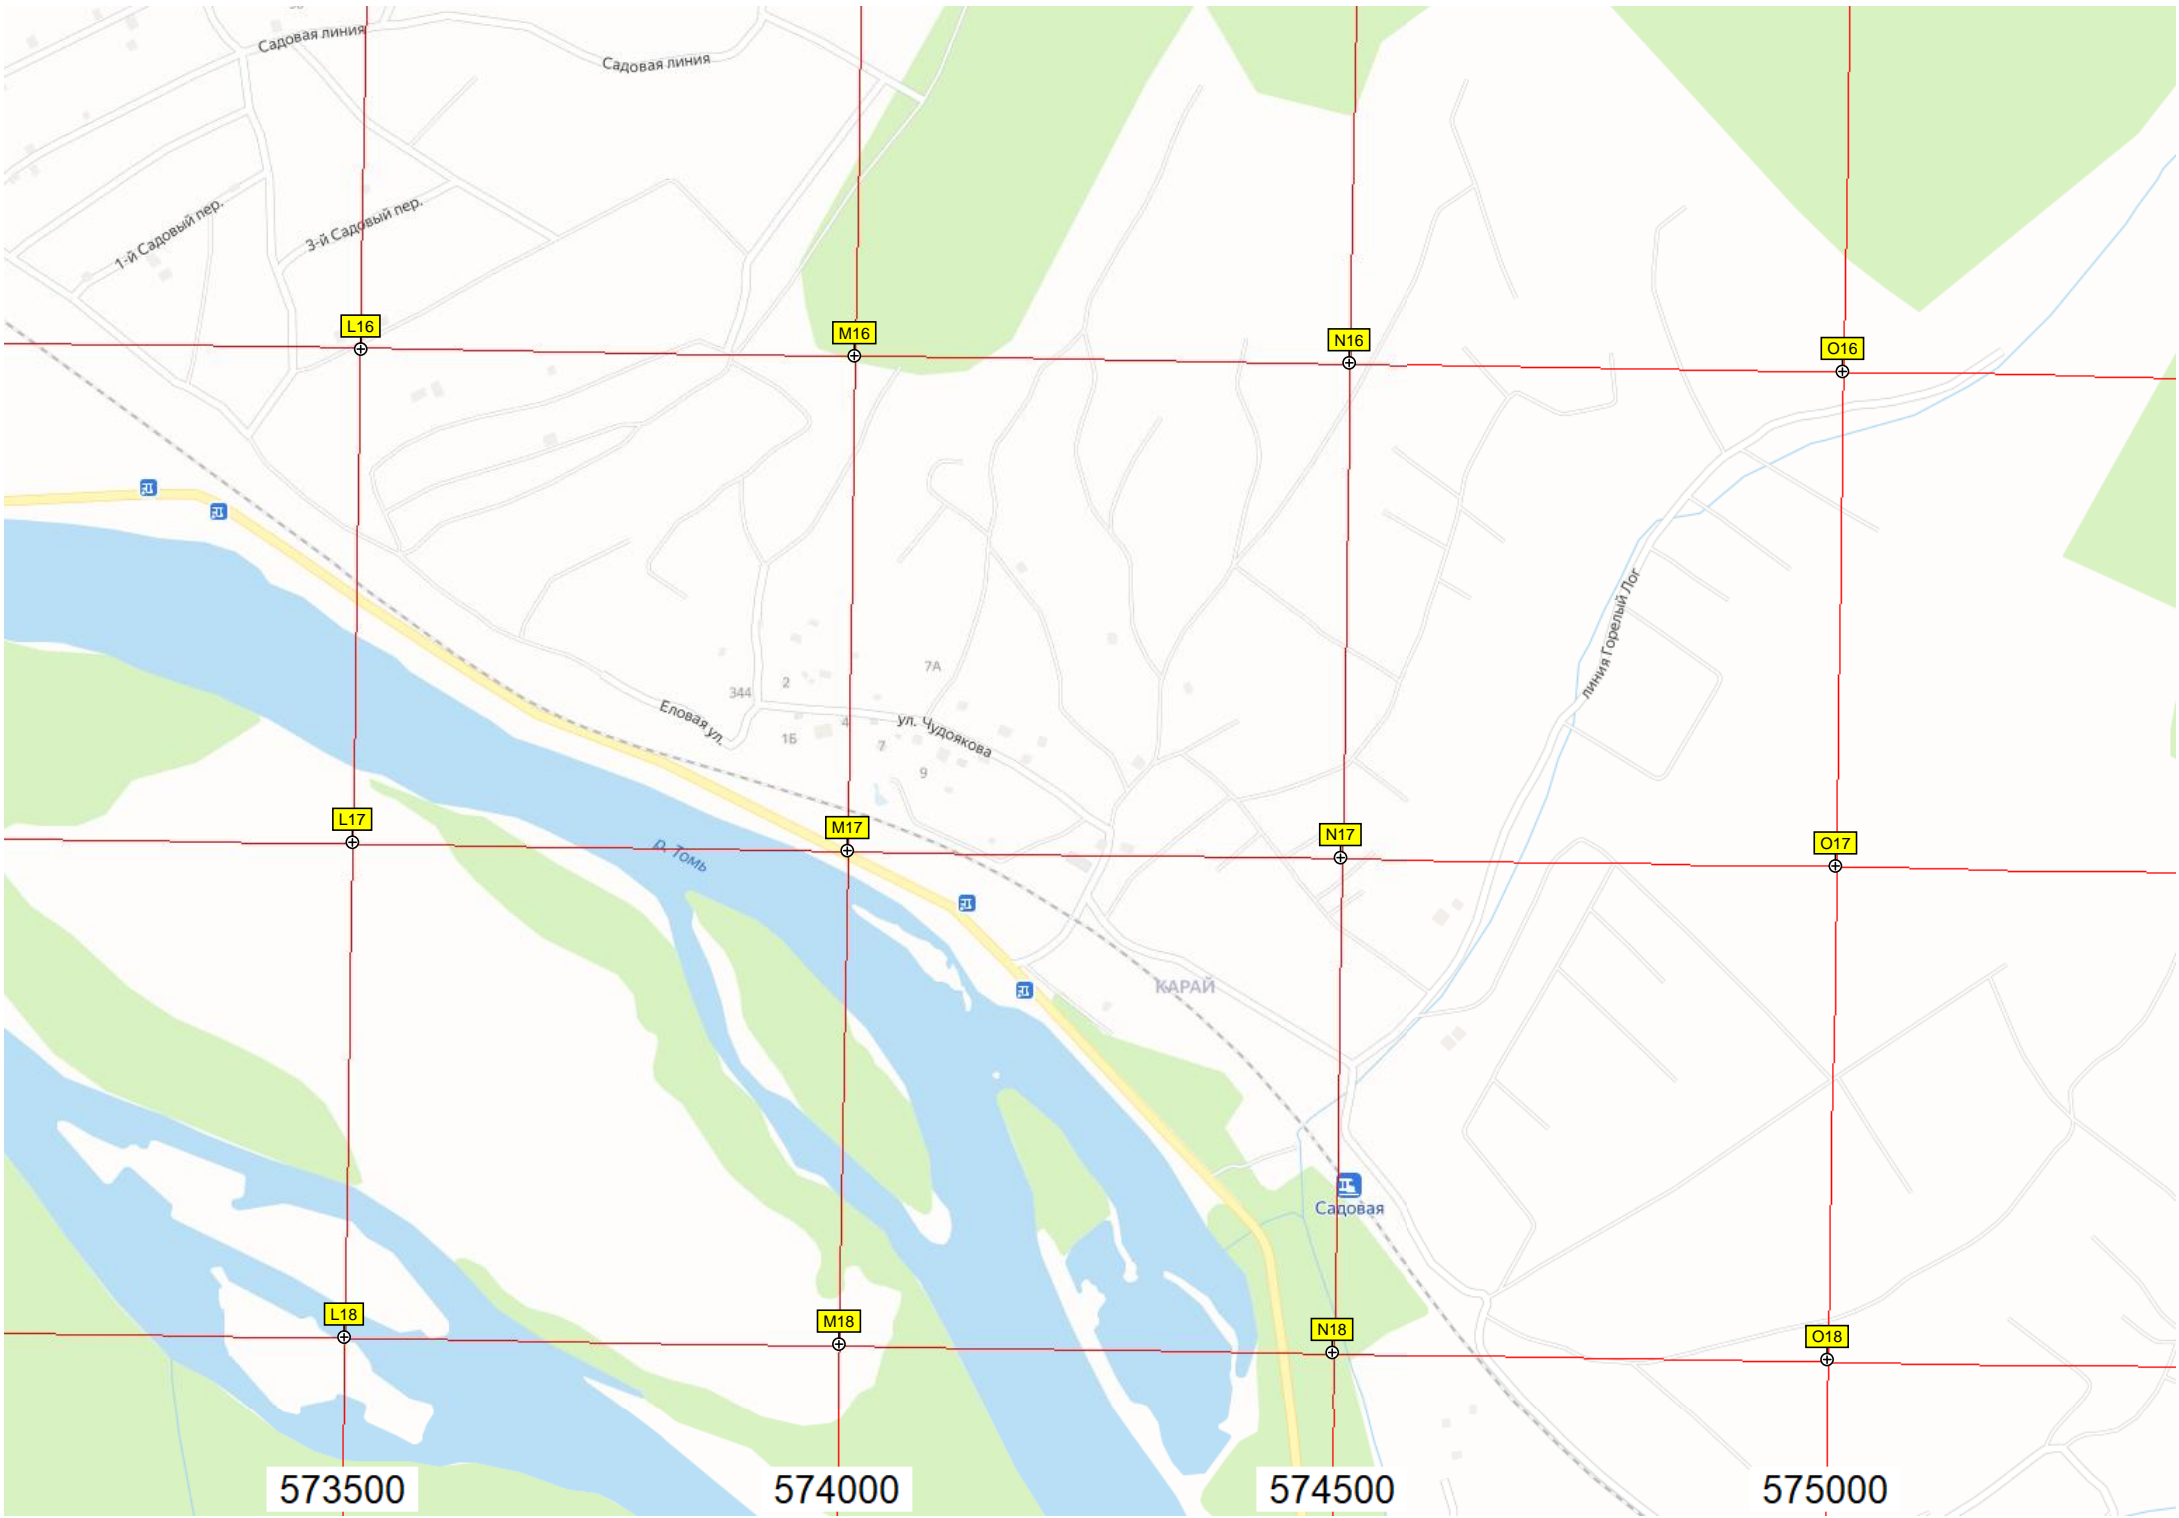 Садовая линия
Садовая линия
1-й Садовый пер.
3-й Садовый пер.
L16
M16
N16
O16
линия Горелый Лог
7А
344
2
Еловая ул.
1Б
4
7
ул. Чудоякова
9
L17
M17
N17
O17
р. Томь
КАРАЙ
Садовая
L18
M18
N18
O18
573500
574000
574500
575000